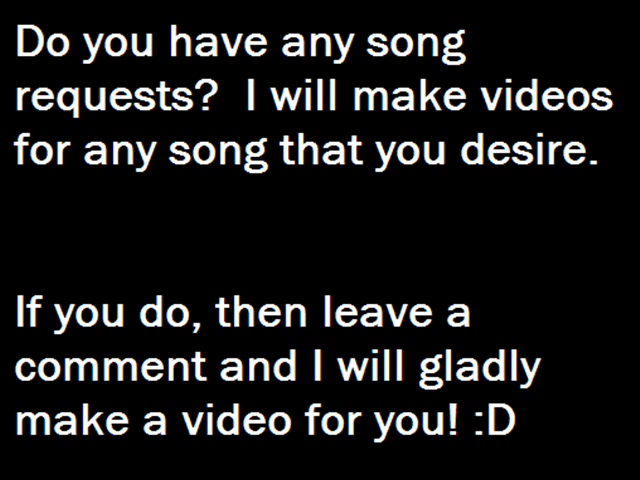 Do you have any song
requests?  I will make videos
for any song that you desire.
If you do, then leave a
comment and I will gladly
make a video for you! :D